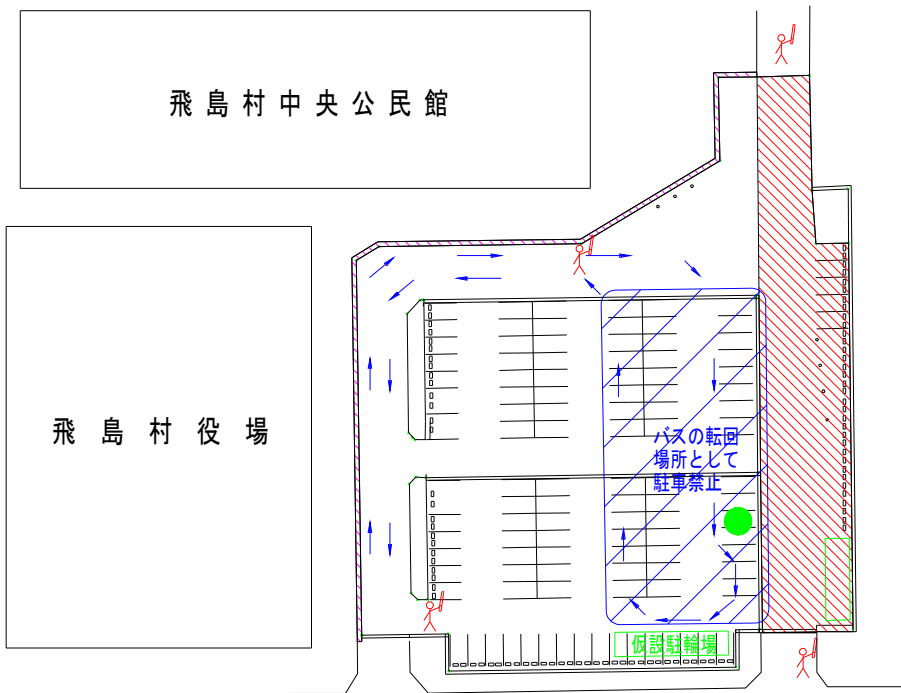 飛島村中央公民館
飛島村役場
バスの転回
場所として
駐車禁止
仮設駐輪場